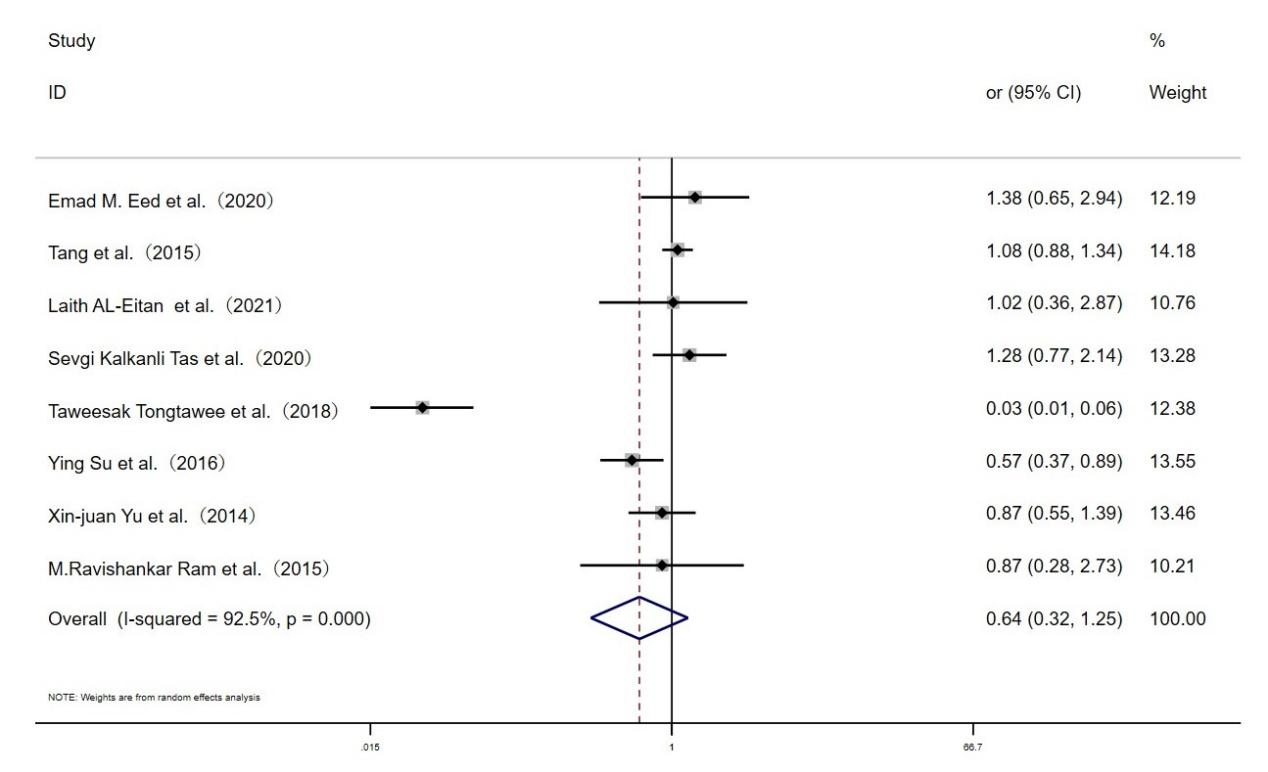 Study %
ID or (95% CI) Weight
Emad M. Eed et al.（2020） 1.38 (0.65, 2.94) 12.19
Tang et al.（2015） 1.08 (0.88, 1.34) 14.18
Laith AL-Eitan et al.（2021） 1.02 (0.36, 2.87) 10.76
Sevgi Kalkanli Tas et al.（2020） 1.28 (0.77, 2.14) 13.28
Taweesak Tongtawee et al.（2018） 0.03 (0.01, 0.06) 12.38
Ying Su et al.（2016） 0.57 (0.37, 0.89) 13.55
Xin-juan Yu et al.（2014） 0.87 (0.55, 1.39) 13.46
M.Ravishankar Ram et al.（2015） 0.87 (0.28, 2.73) 10.21
Overall (I-squared = 92.5%, p = 0.000) 0.64 (0.32, 1.25) 100.00
NOTE: Weights are from random effects analysis
.015 1 66.7